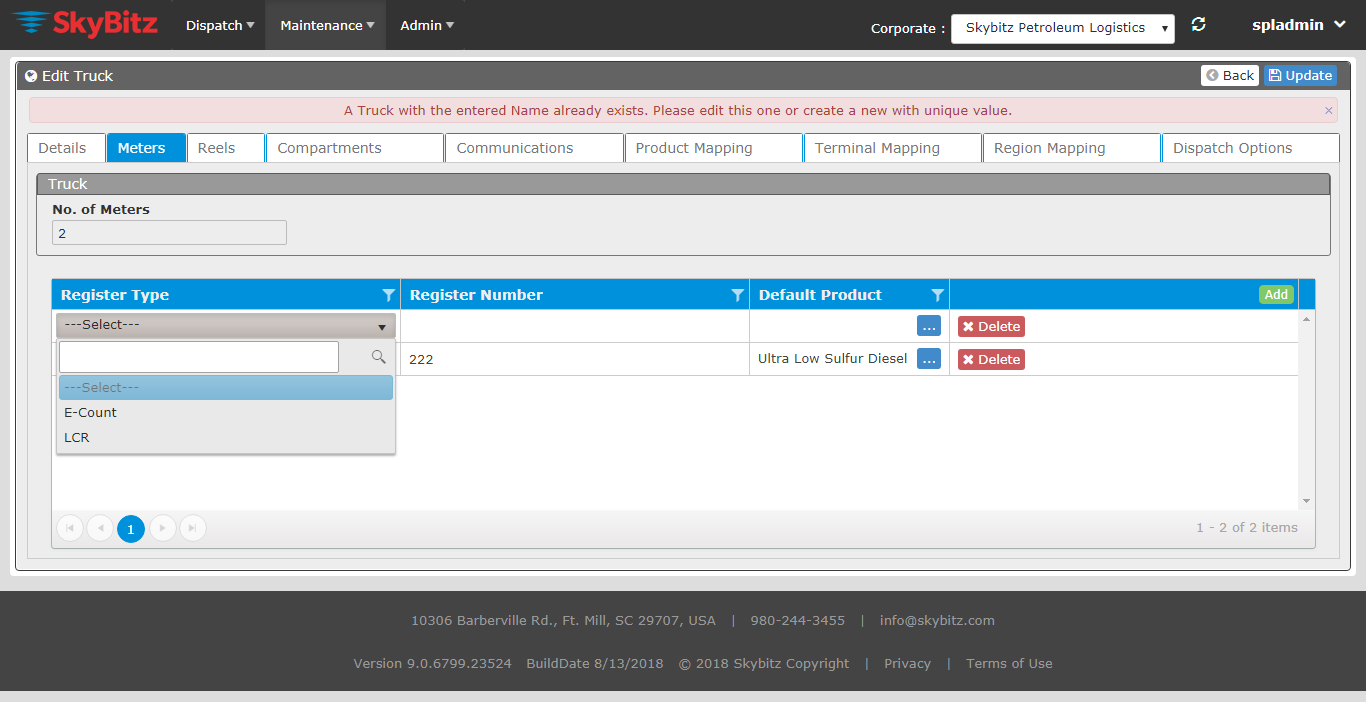 SkyBitz Dispatch Maintenance Admin Corporate : Skybitz Petroleum Logistics spladmin
Edit Truck Back Update
A Truck with the entered Name already exists. Please edit this one or create a new with unique value. ×
Details Meters Reels Compartments Communications Product Mapping Terminal Mapping Region Mapping Dispatch Options
Truck
No. of Meters
2
Register Type Register Number Default Product Add
---Select--- ... Delete
222 Ultra Low Sulfur Diesel ... Delete
---Select---
E-Count
LCR
1 1 - 2 of 2 items
10306 Barberville Rd., Ft. Mill, SC 29707, USA | 980-244-3455 | info@skybitz.com
Version 9.0.6799.23524 BuildDate 8/13/2018 © 2018 Skybitz Copyright | Privacy | Terms of Use